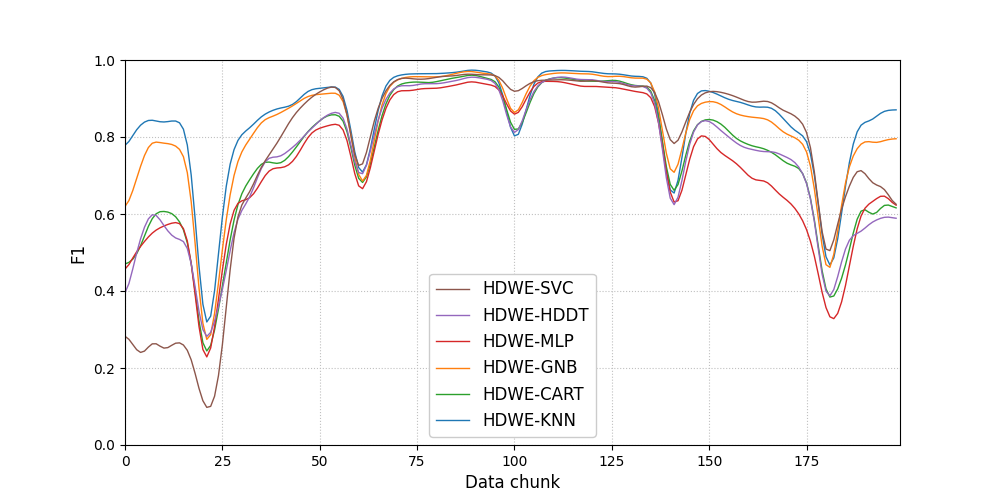 1.0
0.8
0.6
0.4
0.2
0.0
F1
HDWE-SVC
HDWE-HDDT
HDWE-MLP
HDWE-GNB
HDWE-CART
HDWE-KNN
0 25 50 75 100 125 150 175
Data chunk